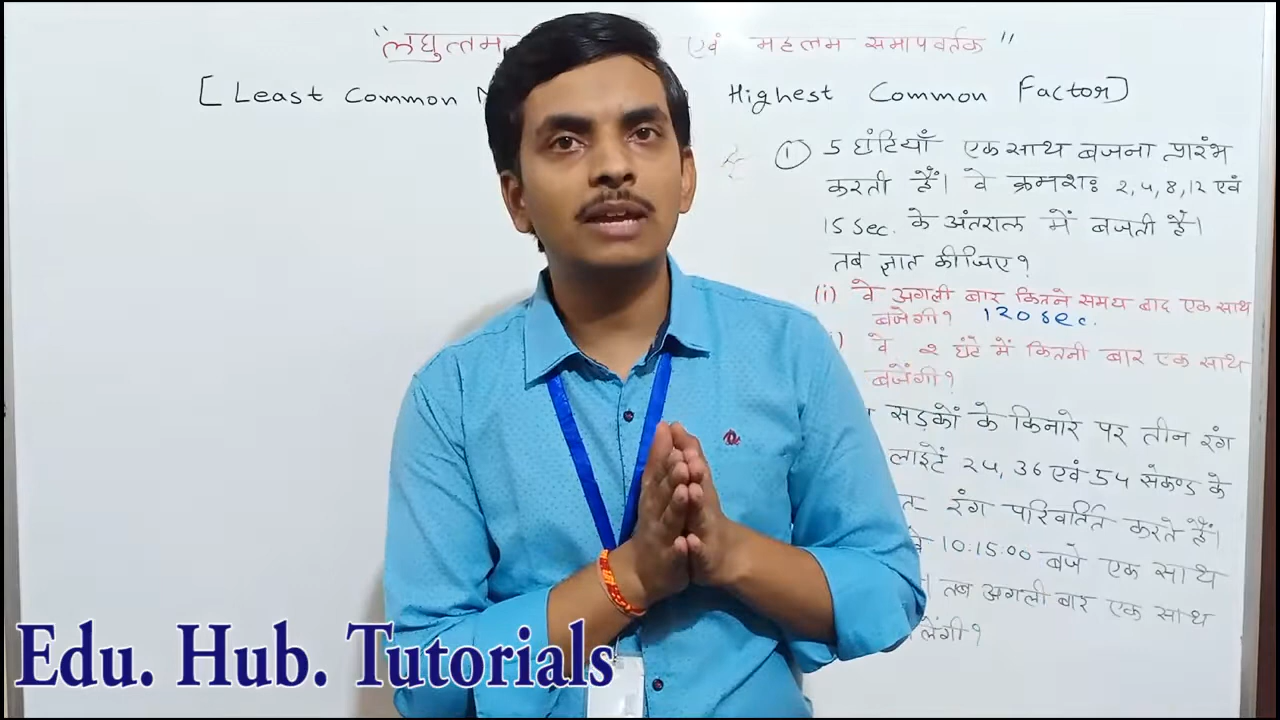 "लघुत्तम एवं महत्तम समापवर्तक"
[Least Common Highest Common Factor]
① 5 घंटियाँ एक साथ बजना प्रारंभ
करती हैं। वे क्रमशः 2, 4, 8, 12 एवं
15 Sec. के अंतराल में बजती हैं।
तब ज्ञात कीजिए?
(i) वे अगली बार कितने समय बाद एक साथ
बजेगी? 120 sec.
वे 2 घंटे में कितनी बार एक साथ
बजेंगी?
सड़कों के किनारे पर तीन रंग
लाइटें 24, 36 एवं 54 सेकण्ड के
रंग परिवर्तित करते हैं।
10:15:00 बजे एक साथ
तब अगली बार एक साथ
Edu. Hub. Tutorials